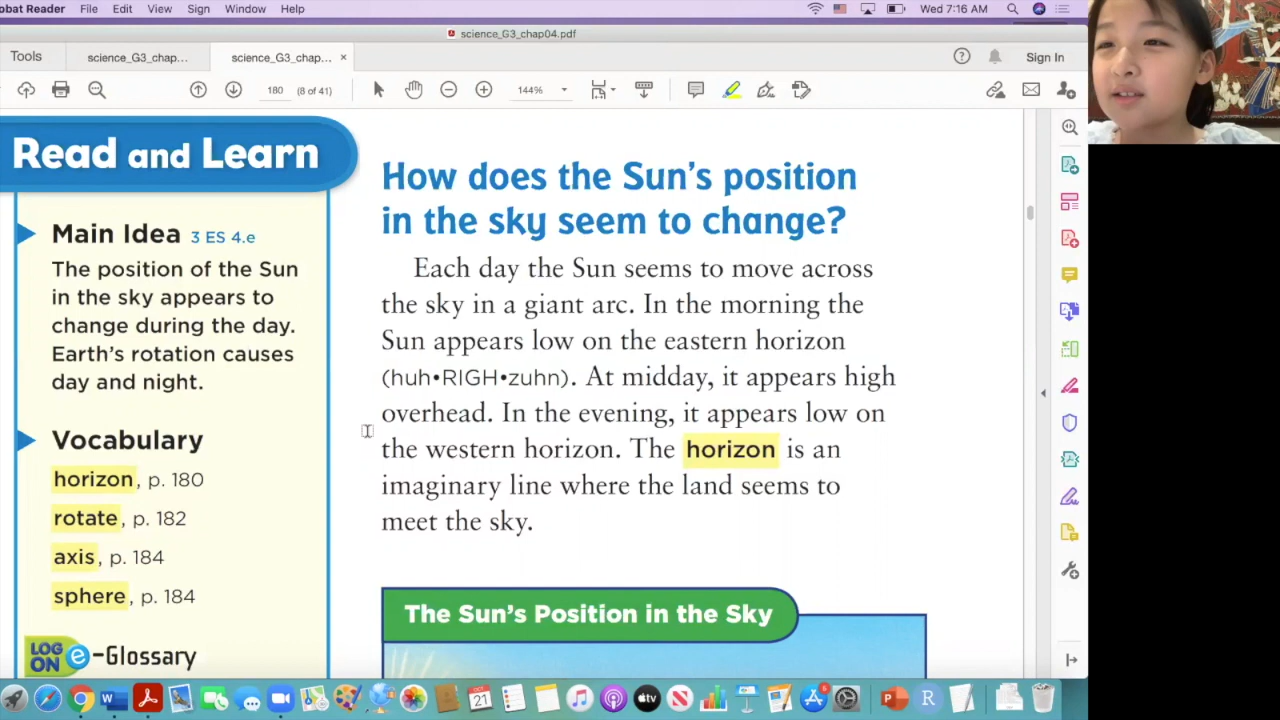 obat Reader File Edit View Sign Window Help Wed 7:16 AM
science_G3_chap04.pdf
Tools science_G3_chap... science_G3_chap... × Sign In
180 (8 of 41) 144%
Read and Learn
Main Idea 3 ES 4.e
The position of the Sun
in the sky appears to
change during the day.
Earth's rotation causes
day and night.
Vocabulary
horizon, p. 180
rotate, p. 182
axis, p. 184
sphere, p. 184
LOG
ON e-Glossary
How does the Sun's position
in the sky seem to change?
Each day the Sun seems to move across
the sky in a giant arc. In the morning the
Sun appears low on the eastern horizon
(huh•RIGH•zuhn). At midday, it appears high
overhead. In the evening, it appears low on
the western horizon. The horizon is an
imaginary line where the land seems to
meet the sky.
The Sun's Position in the Sky
OCT
21
tv